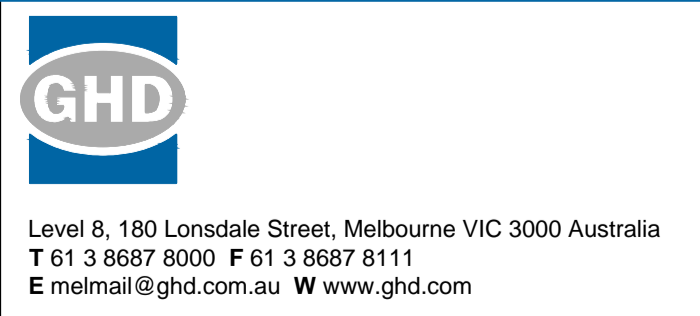 GHD
Level 8, 180 Lonsdale Street, Melbourne VIC 3000 Australia
T 61 3 8687 8000 F 61 3 8687 8111
E melmail@ghd.com.au W www.ghd.com